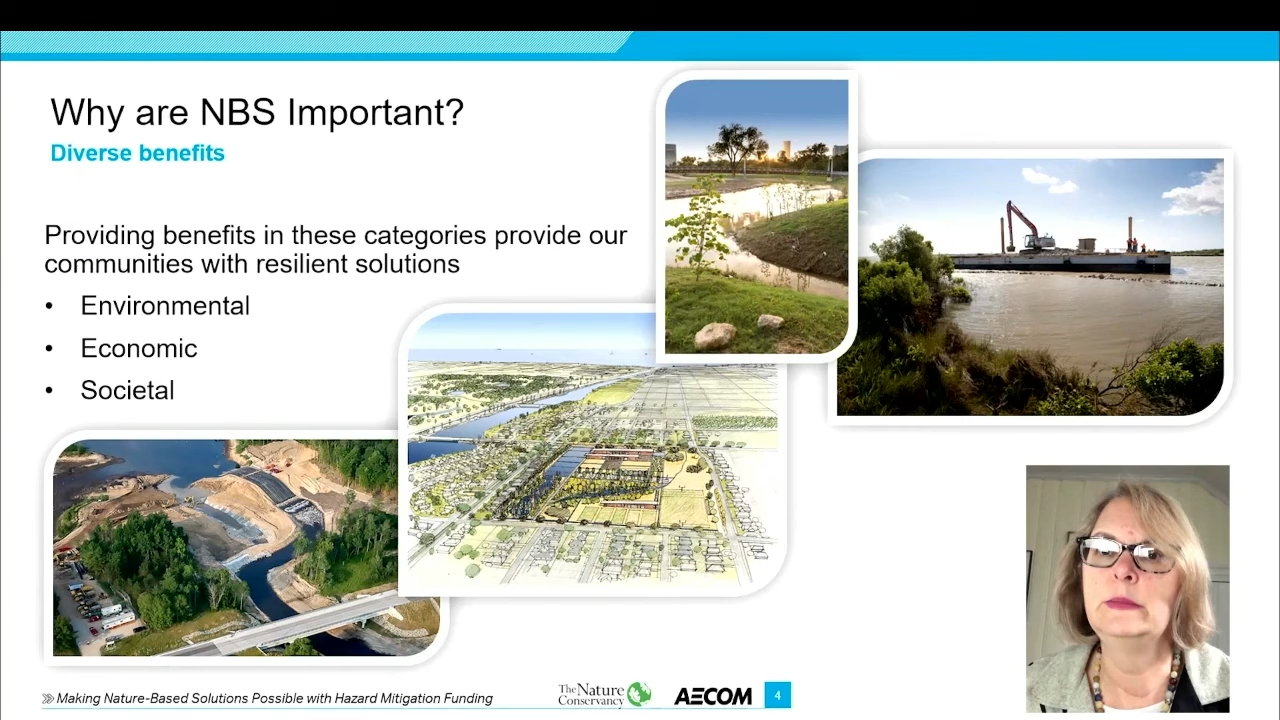 Why are NBS Important?
Diverse benefits
Providing benefits in these categories provide our
communities with resilient solutions
• Environmental
• Economic
• Societal
Making Nature-Based Solutions Possible with Hazard Mitigation Funding
The Nature
Conservancy
AECOM
4